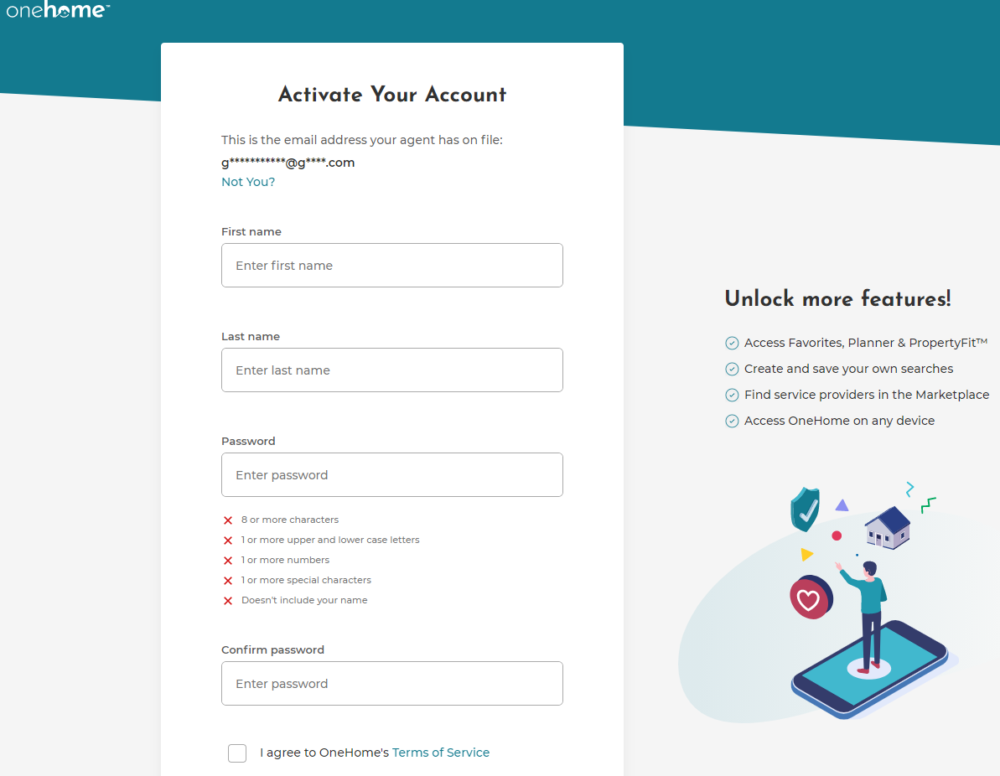 onehome™
Activate Your Account
This is the email address your agent has on file:
g***********@g****.com
Not You?
First name
Enter first name
Last name
Enter last name
Password
Enter password
8 or more characters
1 or more upper and lower case letters
1 or more numbers
1 or more special characters
Doesn't include your name
Confirm password
Enter password
I agree to OneHome's Terms of Service
Unlock more features!
Access Favorites, Planner & PropertyFit™
Create and save your own searches
Find service providers in the Marketplace
Access OneHome on any device